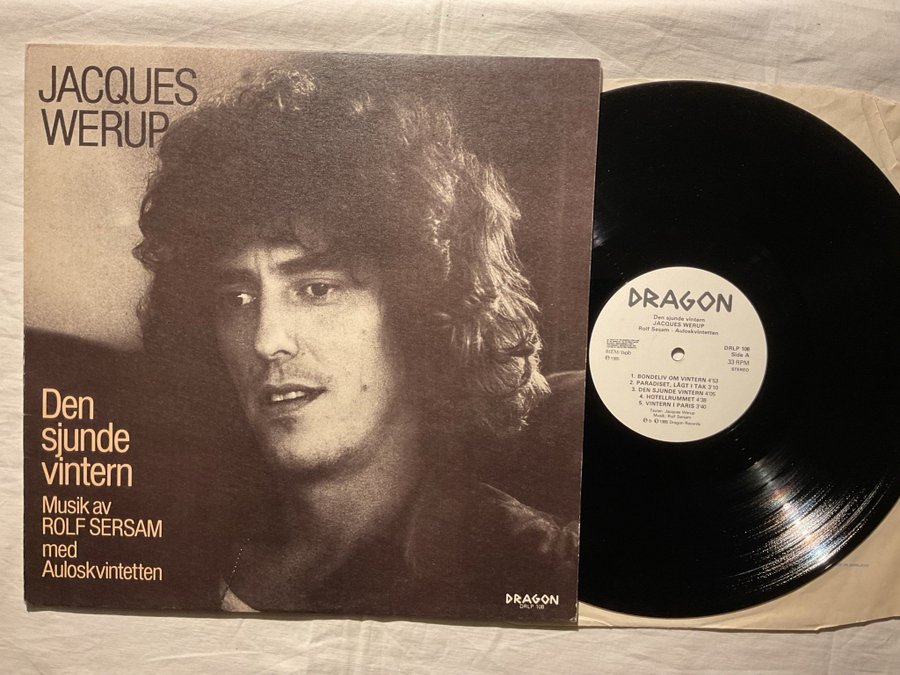 JACQUES
WERUP
Den
sjunde
vintern
Musik av
ROLF SERSAM
med
Auloskvintetten
DRAGON
DRLP 108
DRAGON
Den sjunde vintern
JACQUES WERUP
Rolf Sersam - Auloskvintetten
DRLP 108
Side A
33 RPM
STEREO
1. BONDELIV OM VINTERN 4'53
2. PARADISET, LÅGT I TAK 3'10
3. DEN SJUNDE VINTERN 4'05
4. HOTELLRUMMET 4'38
5. VINTERN I PARIS 3'40
Texter: Jacques Werup
Musik: Rolf Sersam
℗ & © 1985 Dragon Records